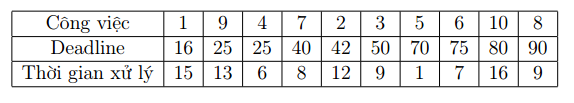 Công việc 1 9 4 7 2 3 5 6 10 8
Deadline 16 25 25 40 42 50 70 75 80 90
Thời gian xử lý 15 13 6 8 12 9 1 7 16 9